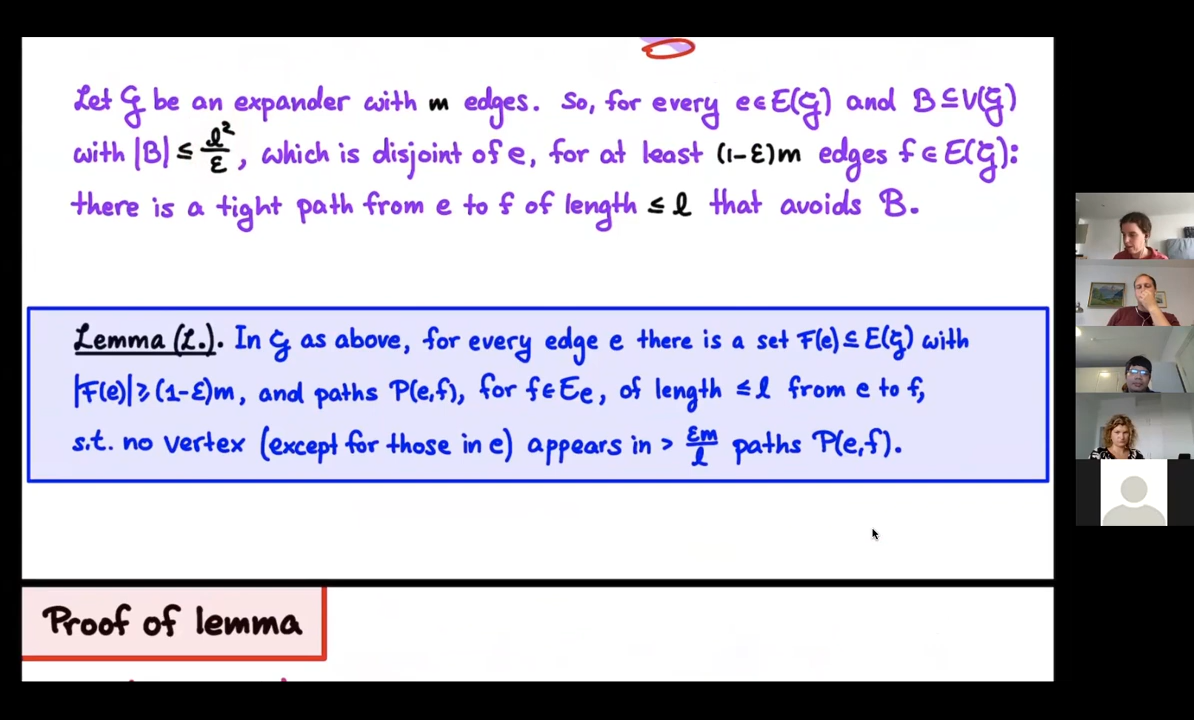 Let G be an expander with m edges. So, for every e∈E(G) and B⊆V(G)
with |B| ≤ ℓ²/ε, which is disjoint of e, for at least (1-ε)m edges f∈E(G):
there is a tight path from e to f of length ≤ ℓ that avoids B.
Lemma (L.). In G as above, for every edge e there is a set F(e)⊆E(G) with
|F(e)|≥(1-ε)m, and paths P(e,f), for f∈E_e, of length ≤ℓ from e to f,
s.t. no vertex (except for those in e) appears in > εm/ℓ paths P(e,f).
Proof of lemma